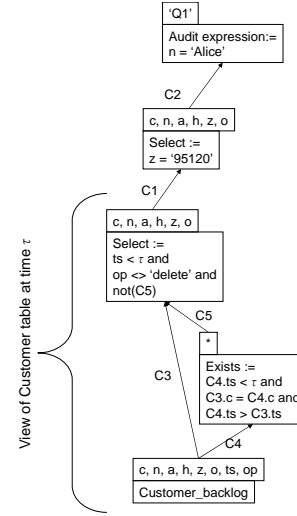 'Q1'
Audit expression:=
n = 'Alice'
C2
c, n, a, h, z, o
Select :=
z = '95120'
C1
c, n, a, h, z, o
Select :=
ts < τ and
op <> 'delete' and
not(C5)
View of Customer table at time τ
C5
*
Exists :=
C4.ts < τ and
C3.c = C4.c and
C4.ts > C3.ts
C3
C4
c, n, a, h, z, o, ts, op
Customer_backlog